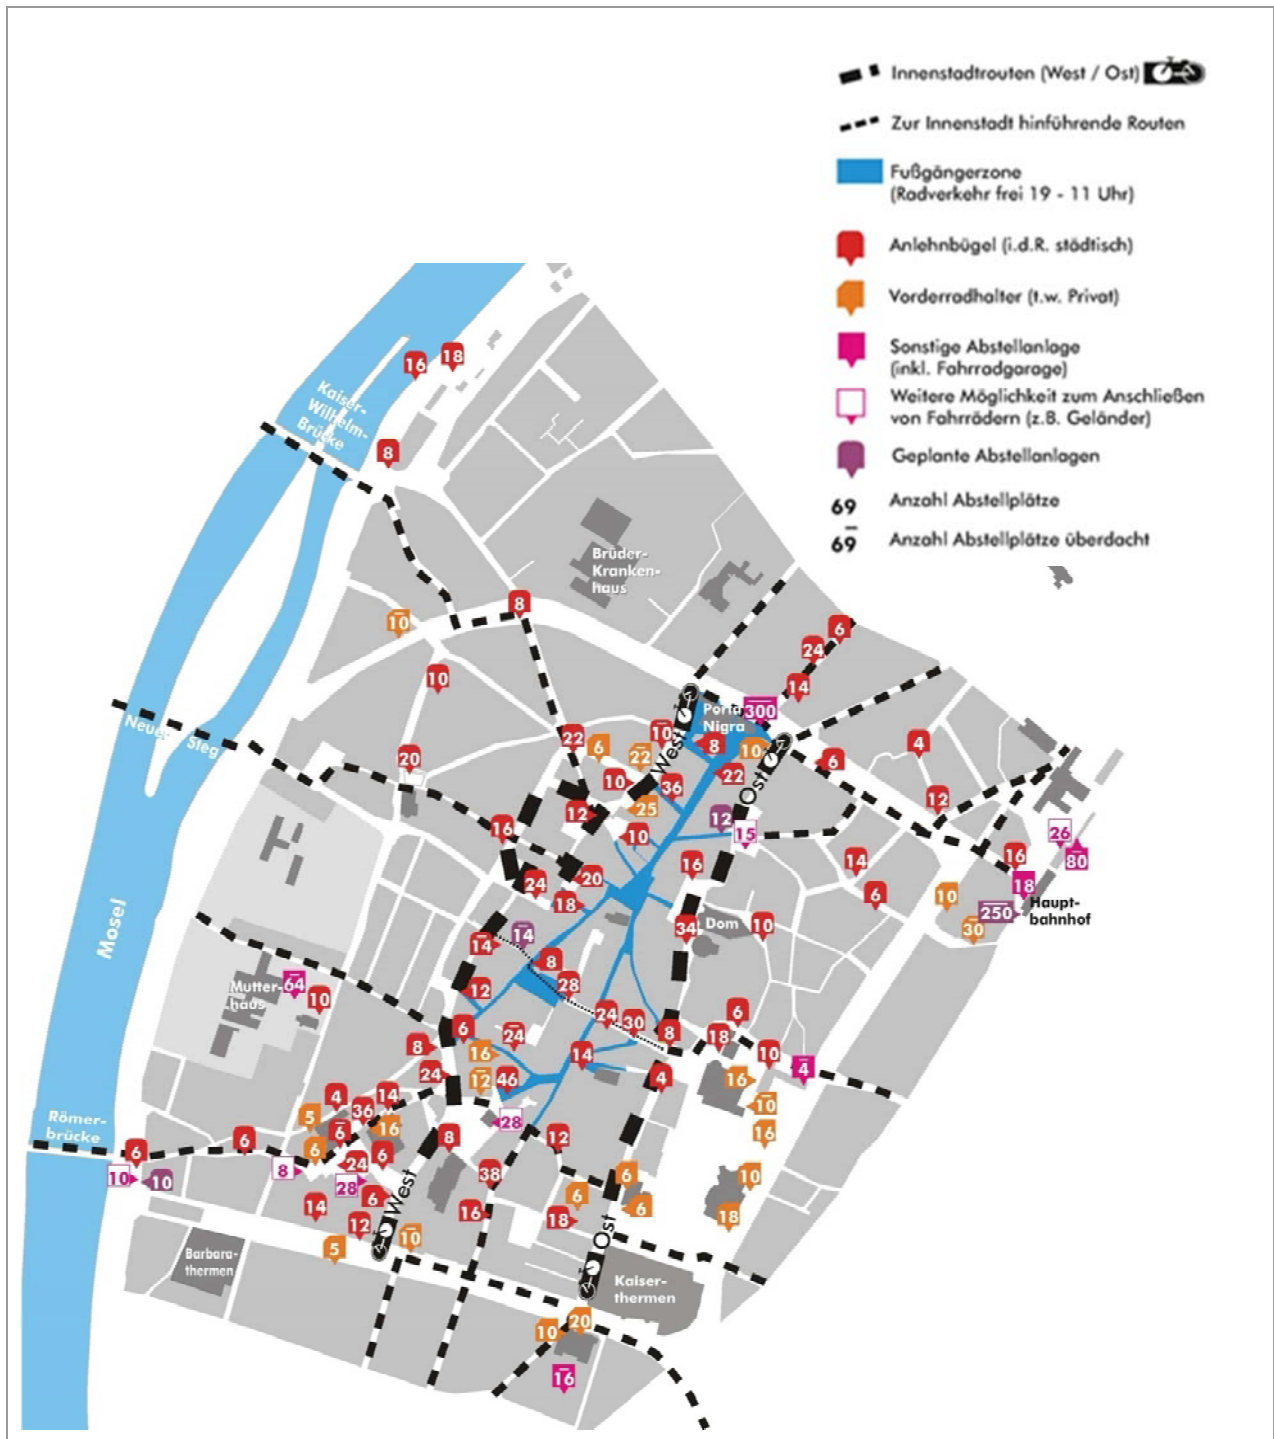 Innenstadtrouten (West / Ost)
Zur Innenstadt hinführende Routen
Fußgängerzone
(Radverkehr frei 19 - 11 Uhr)
Anlehnbügel (i.d.R. städtisch)
Vorderradhalter (t.w. Privat)
Sonstige Abstellanlage
(inkl. Fahrradgarage)
Weitere Möglichkeit zum Anschließen
von Fahrrädern (z.B. Geländer)
Geplante Abstellanlagen
69 Anzahl Abstellplätze
69 Anzahl Abstellplätze überdacht
16 18
Kaiser-
Wilhelm-
Brücke
8
Brüder-
Kranken-
haus
8
10
6
24
10
14
300
Porta
Nigra
Neuer Steg
22 6 22 10 8 10
West
4
20
6
10 36 22
Ost
12
25
12
12
16
10
15
26
16
80
14
16
24 20
18
6
10
18
250
Haupt-
bahnhof
18
34
Dom
10
30
14
14
Mosel
8
28
Mutter-
haus
64
10
12
24 30
6
6
24
8
18
8
16
14
10
4
24
12
46
4
16
4
14
36
10
5
28
Römer-
brücke
6
16
16
8
12
6
6
6
24
6
10
10
8
28
38
6
10
6
6
14
16
18
6
18
12
West
10
5
Ost
Barbara-
thermen
Kaiser-
thermen
20
10
16